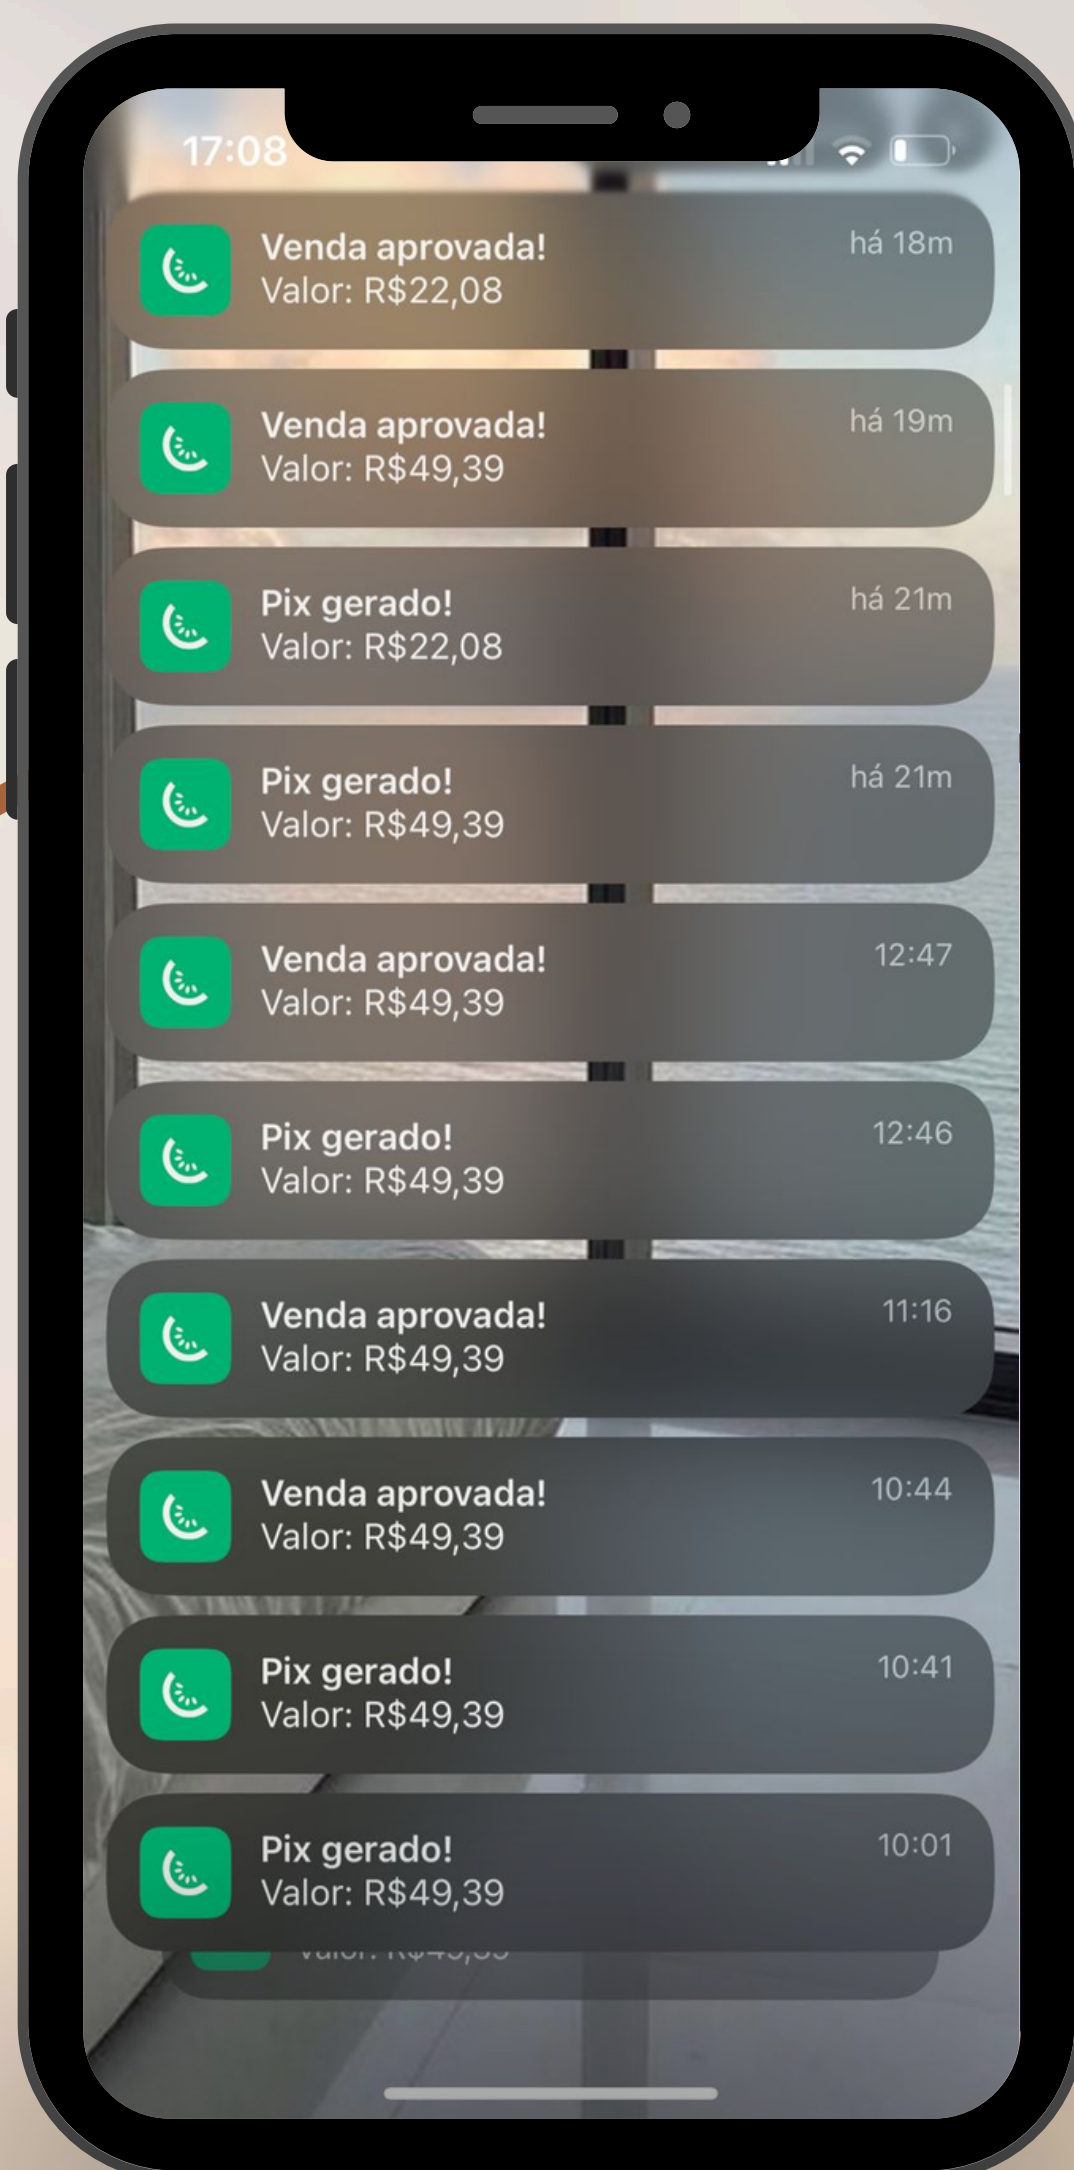 17:08
Venda aprovada!
há 18m
Valor: R$22,08
Venda aprovada!
há 19m
Valor: R$49,39
Pix gerado!
há 21m
Valor: R$22,08
Pix gerado!
há 21m
Valor: R$49,39
Venda aprovada!
12:47
Valor: R$49,39
Pix gerado!
12:46
Valor: R$49,39
Venda aprovada!
11:16
Valor: R$49,39
Venda aprovada!
10:44
Valor: R$49,39
Pix gerado!
10:41
Valor: R$49,39
Pix gerado!
10:01
Valor: R$49,39